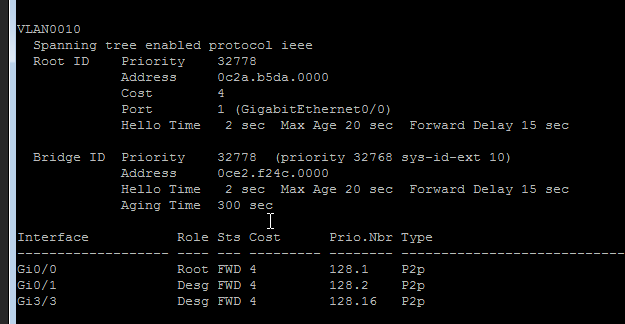 VLAN0010
  Spanning tree enabled protocol ieee
  Root ID    Priority    32778
             Address     0c2a.b5da.0000
             Cost        4
             Port        1 (GigabitEthernet0/0)
             Hello Time   2 sec  Max Age 20 sec  Forward Delay 15 sec

  Bridge ID  Priority    32778  (priority 32768 sys-id-ext 10)
             Address     0ce2.f24c.0000
             Hello Time   2 sec  Max Age 20 sec  Forward Delay 15 sec
             Aging Time  300 sec

Interface           Role Sts Cost      Prio.Nbr Type
------------------- ---- --- --------- -------- --------------------------------
Gi0/0               Root FWD 4         128.1    P2p
Gi0/1               Desg FWD 4         128.2    P2p
Gi3/3               Desg FWD 4         128.16   P2p